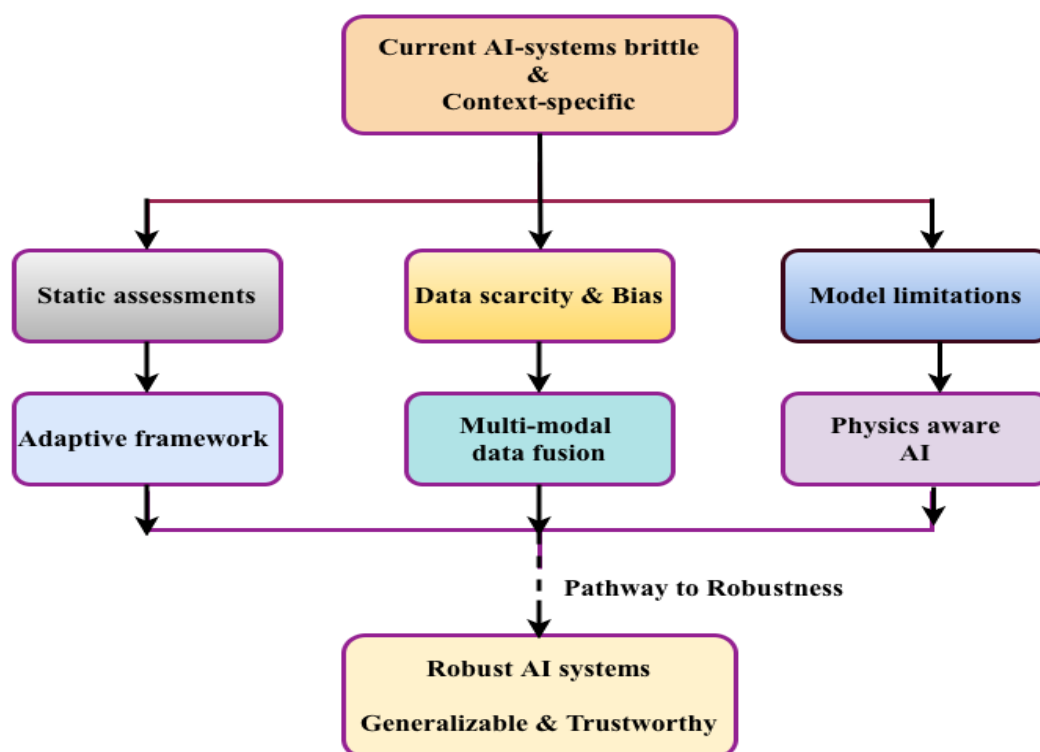 Current AI-systems brittle
&
Context-specific
Static assessments
Data scarcity & Bias
Model limitations
Adaptive framework
Multi-modal
data fusion
Physics aware
AI
Pathway to Robustness
Robust AI systems
Generalizable & Trustworthy